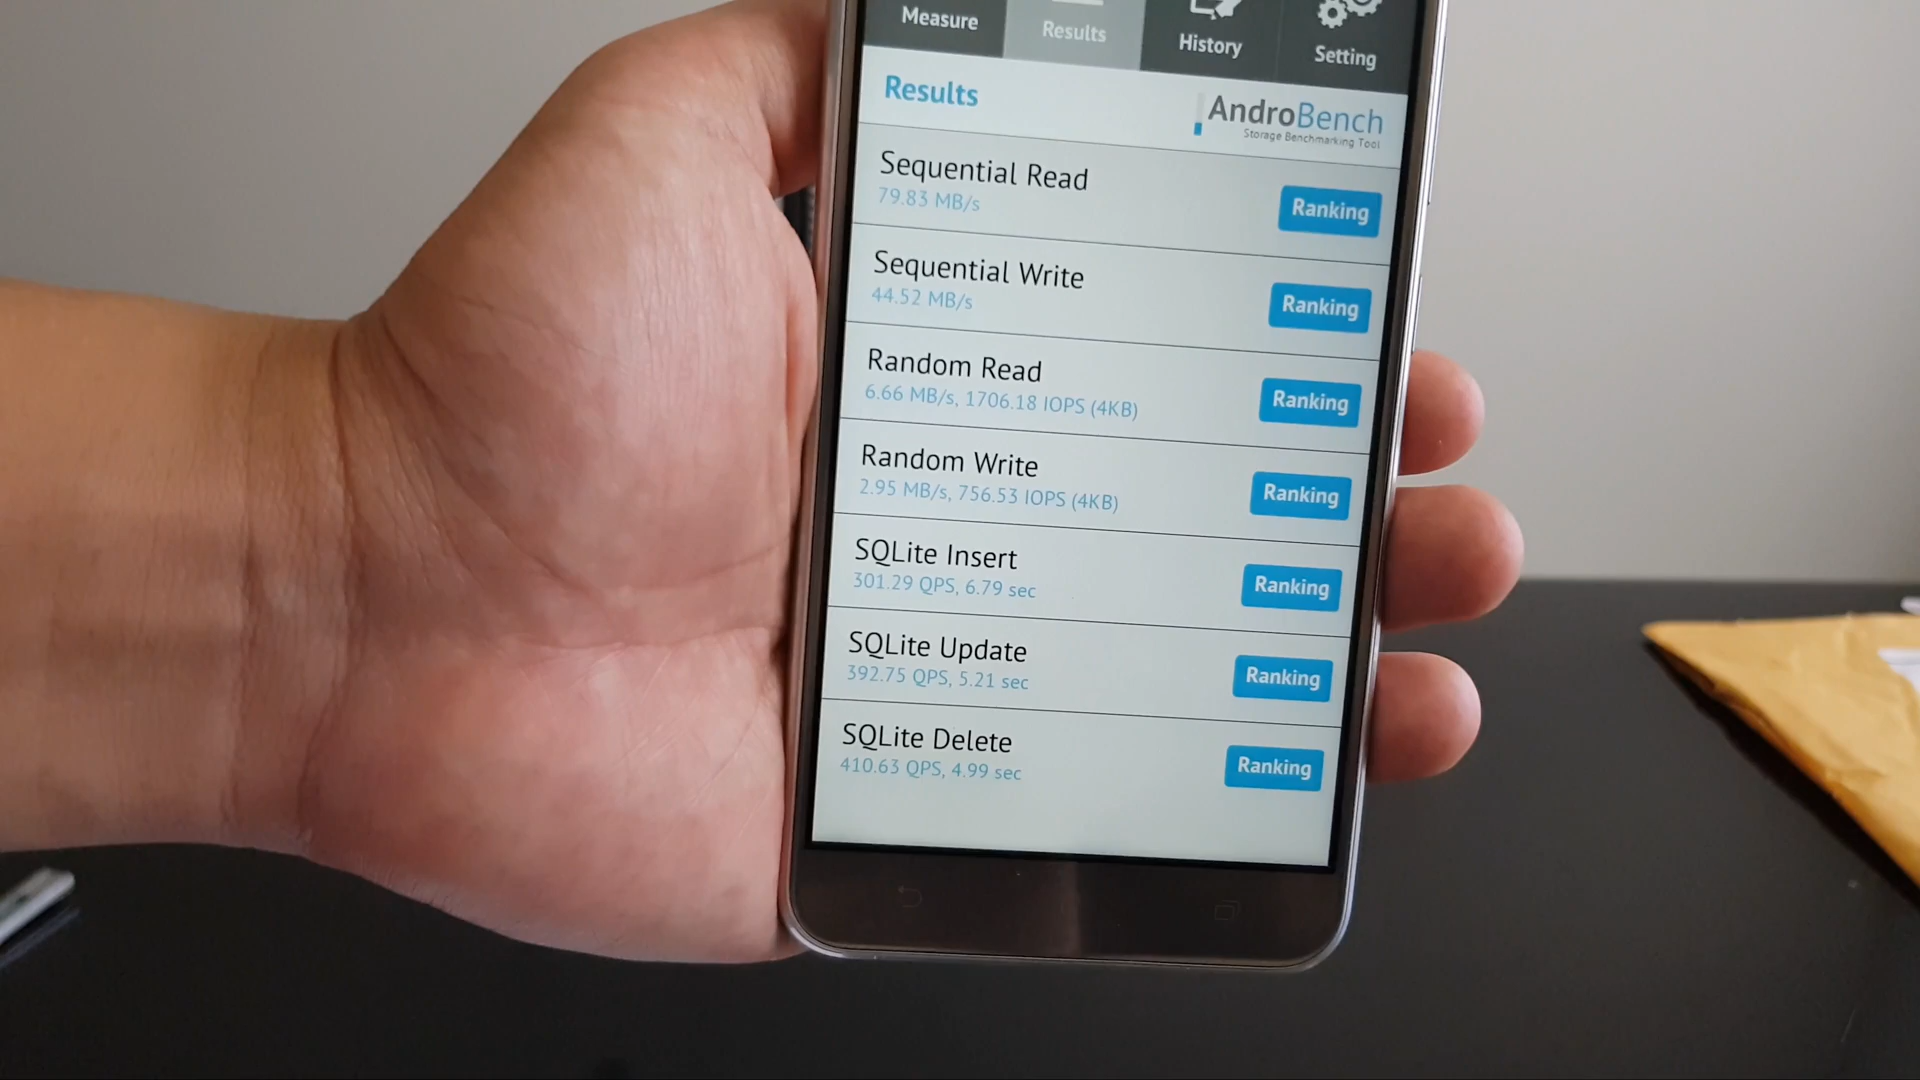 Measure
Results
History
Setting
Results
AndroBench
Storage Benchmarking Tool
Sequential Read
79.83 MB/s
Ranking
Sequential Write
44.52 MB/s
Ranking
Random Read
6.66 MB/s, 1706.18 IOPS (4KB)
Ranking
Random Write
2.95 MB/s, 756.53 IOPS (4KB)
Ranking
SQLite Insert
301.29 QPS, 6.79 sec
Ranking
SQLite Update
392.75 QPS, 5.21 sec
Ranking
SQLite Delete
410.63 QPS, 4.99 sec
Ranking